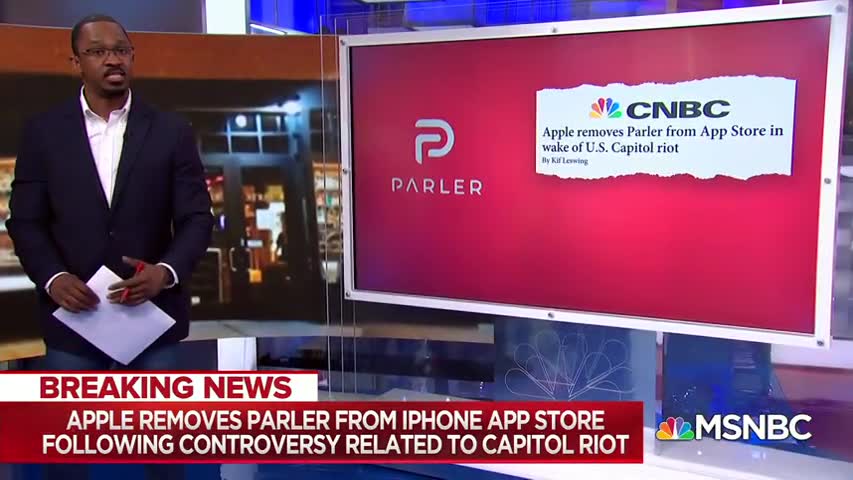 CNBC
Apple removes Parler from App Store in
wake of U.S. Capitol riot
By Kif Leswing
P
PARLER
BREAKING NEWS
APPLE REMOVES PARLER FROM IPHONE APP STORE
FOLLOWING CONTROVERSY RELATED TO CAPITOL RIOT
MSNBC